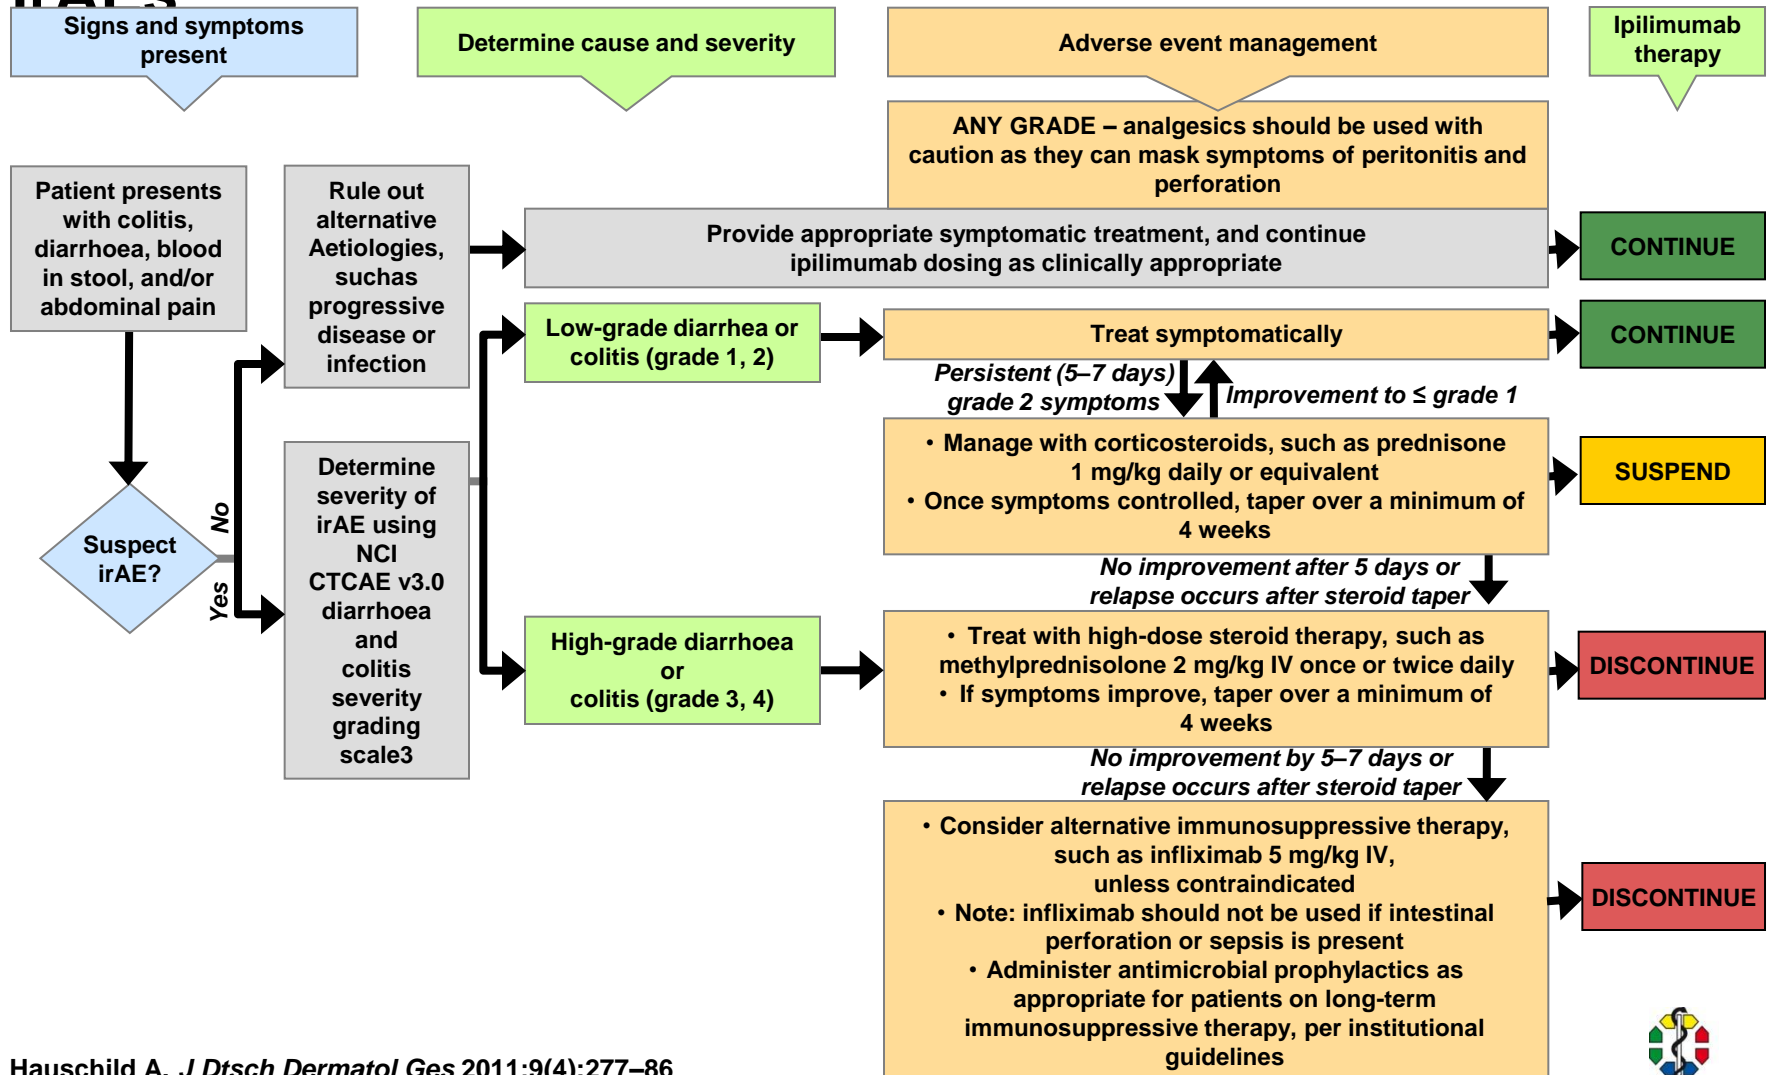 irAEs
Signs and symptoms
present
Determine cause and severity
Adverse event management
Ipilimumab
therapy
ANY GRADE – analgesics should be used with
caution as they can mask symptoms of peritonitis and
perforation
Patient presents
with colitis,
diarrhoea, blood
in stool, and/or
abdominal pain
Rule out
alternative
Aetiologies,
suchas
progressive
disease or
infection
Provide appropriate symptomatic treatment, and continue
ipilimumab dosing as clinically appropriate
CONTINUE
Low-grade diarrhea or
colitis (grade 1, 2)
Treat symptomatically
CONTINUE
Persistent (5–7 days)
grade 2 symptoms
Improvement to ≤ grade 1
• Manage with corticosteroids, such as prednisone
1 mg/kg daily or equivalent
• Once symptoms controlled, taper over a minimum of
4 weeks
SUSPEND
Suspect
irAE?
No
Yes
Determine
severity of
irAE using
NCI
CTCAE v3.0
diarrhoea
and
colitis
severity
grading
scale3
No improvement after 5 days or
relapse occurs after steroid taper
High-grade diarrhoea
or
colitis (grade 3, 4)
• Treat with high-dose steroid therapy, such as
methylprednisolone 2 mg/kg IV once or twice daily
• If symptoms improve, taper over a minimum of
4 weeks
DISCONTINUE
No improvement by 5–7 days or
relapse occurs after steroid taper
• Consider alternative immunosuppressive therapy,
such as infliximab 5 mg/kg IV,
unless contraindicated
• Note: infliximab should not be used if intestinal
perforation or sepsis is present
• Administer antimicrobial prophylactics as
appropriate for patients on long-term
immunosuppressive therapy, per institutional
guidelines
DISCONTINUE
Hauschild A, J Dtsch Dermatol Ges 2011;9(4):277–86